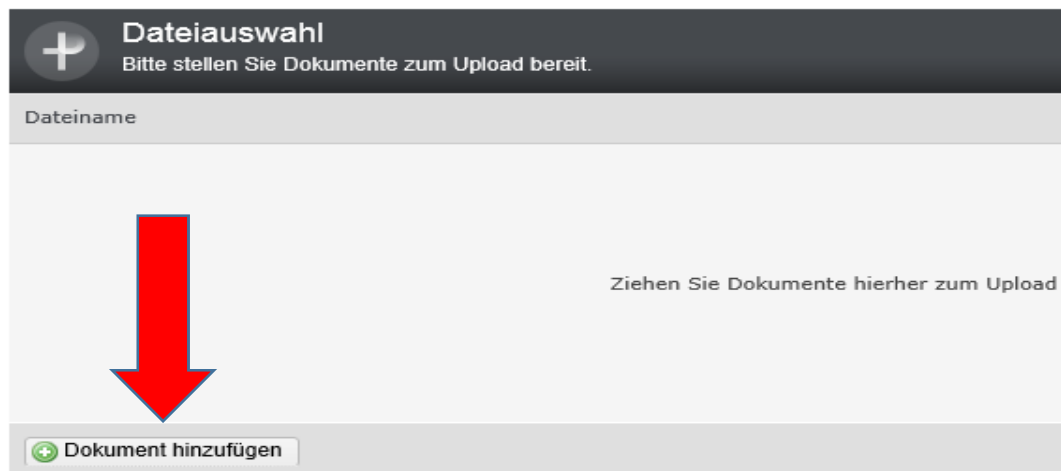 Dateiauswahl
Bitte stellen Sie Dokumente zum Upload bereit.
Dateiname
Ziehen Sie Dokumente hierher zum Upload
Dokument hinzufügen